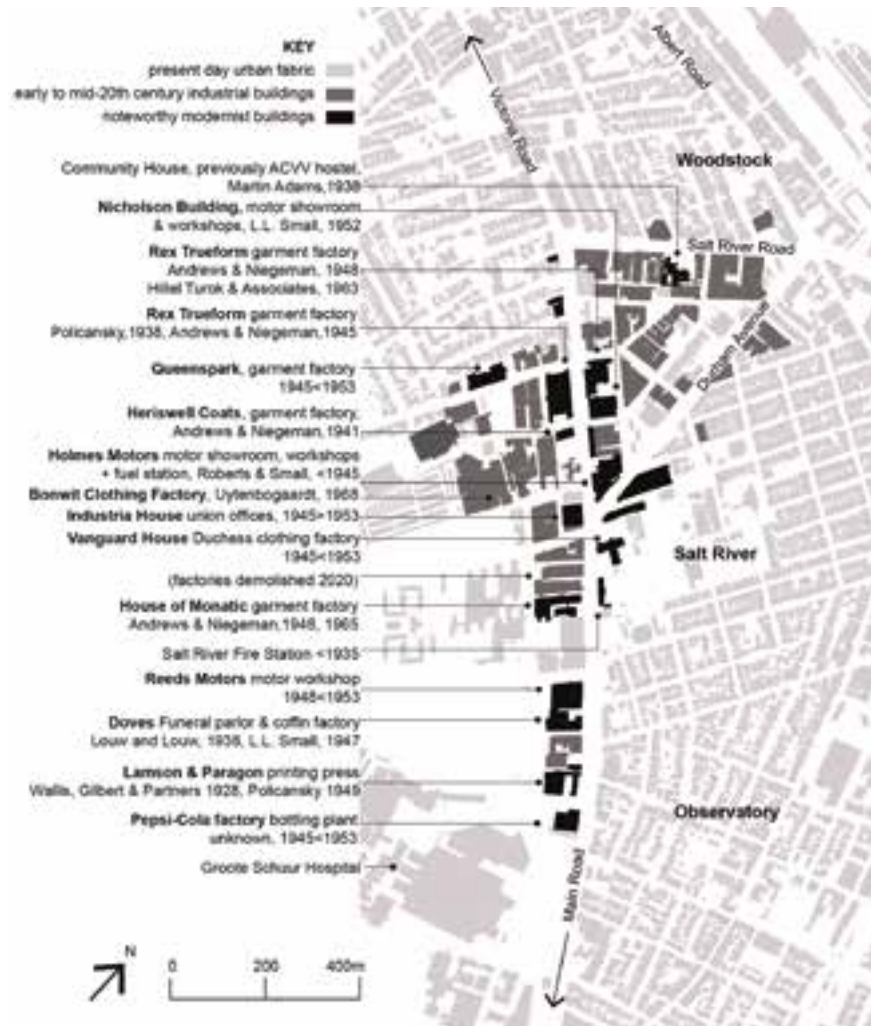 KEY
present day urban fabric
early to mid-20th century industrial buildings
noteworthy modernist buildings
Community House, previously ACVV hostel,
Martin Adams,1938
Nicholson Building, motor showroom
& workshops, L.L. Small, 1952
Rex Trueform garment factory
Andrews & Niegeman, 1948
Hillel Turok & Associates, 1963
Rex Trueform garment factory
Policansky,1938, Andrews & Niegeman,1945
Queenspark, garment factory
1945<1953
Heriswell Coats, garment factory,
Andrews & Niegeman,1941
Holmes Motors motor showroom, workshops
+ fuel station, Roberts & Small, <1945
Bonwit Clothing Factory, Uytenbogaardt, 1968
Industria House union offices, 1945>1953
Vanguard House Duchess clothing factory
1945<1953
(factories demolished 2020)
House of Monatic garment factory
Andrews & Niegeman,1948, 1965
Salt River Fire Station <1935
Reeds Motors motor workshop
1948<1953
Doves Funeral parlor & coffin factory
Louw and Louw, 1936, L.L. Small, 1947
Lamson & Paragon printing press
Wallis, Gilbert & Partners 1928, Policansky 1949
Pepsi-Cola factory bottling plant
unknown, 1945<1953
Groote Schuur Hospital
Victoria Road
Albert Road
Woodstock
Salt River Road
Durham Avenue
Salt River
Observatory
Main Road
N
0 200 400m